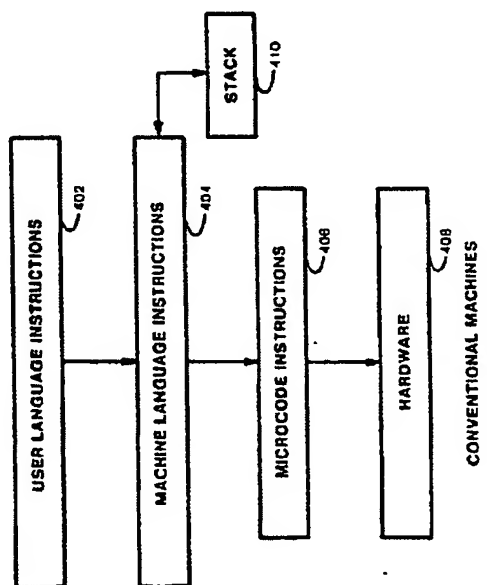 USER LANGUAGE INSTRUCTIONS
402
MACHINE LANGUAGE INSTRUCTIONS
404
STACK
410
MICROCODE INSTRUCTIONS
406
HARDWARE
408
CONVENTIONAL MACHINES